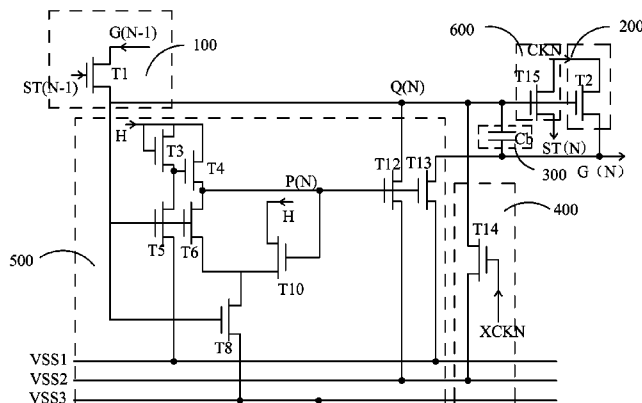 G(N-1)
100
T1
ST(N-1)
600
CKN
200
T15
T2
Q(N)
H
T3
T4
Cb
ST(N)
G(N)
300
P(N)
T12
T13
H
400
T5
T6
T10
T14
500
T8
XCKN
VSS1
VSS2
VSS3